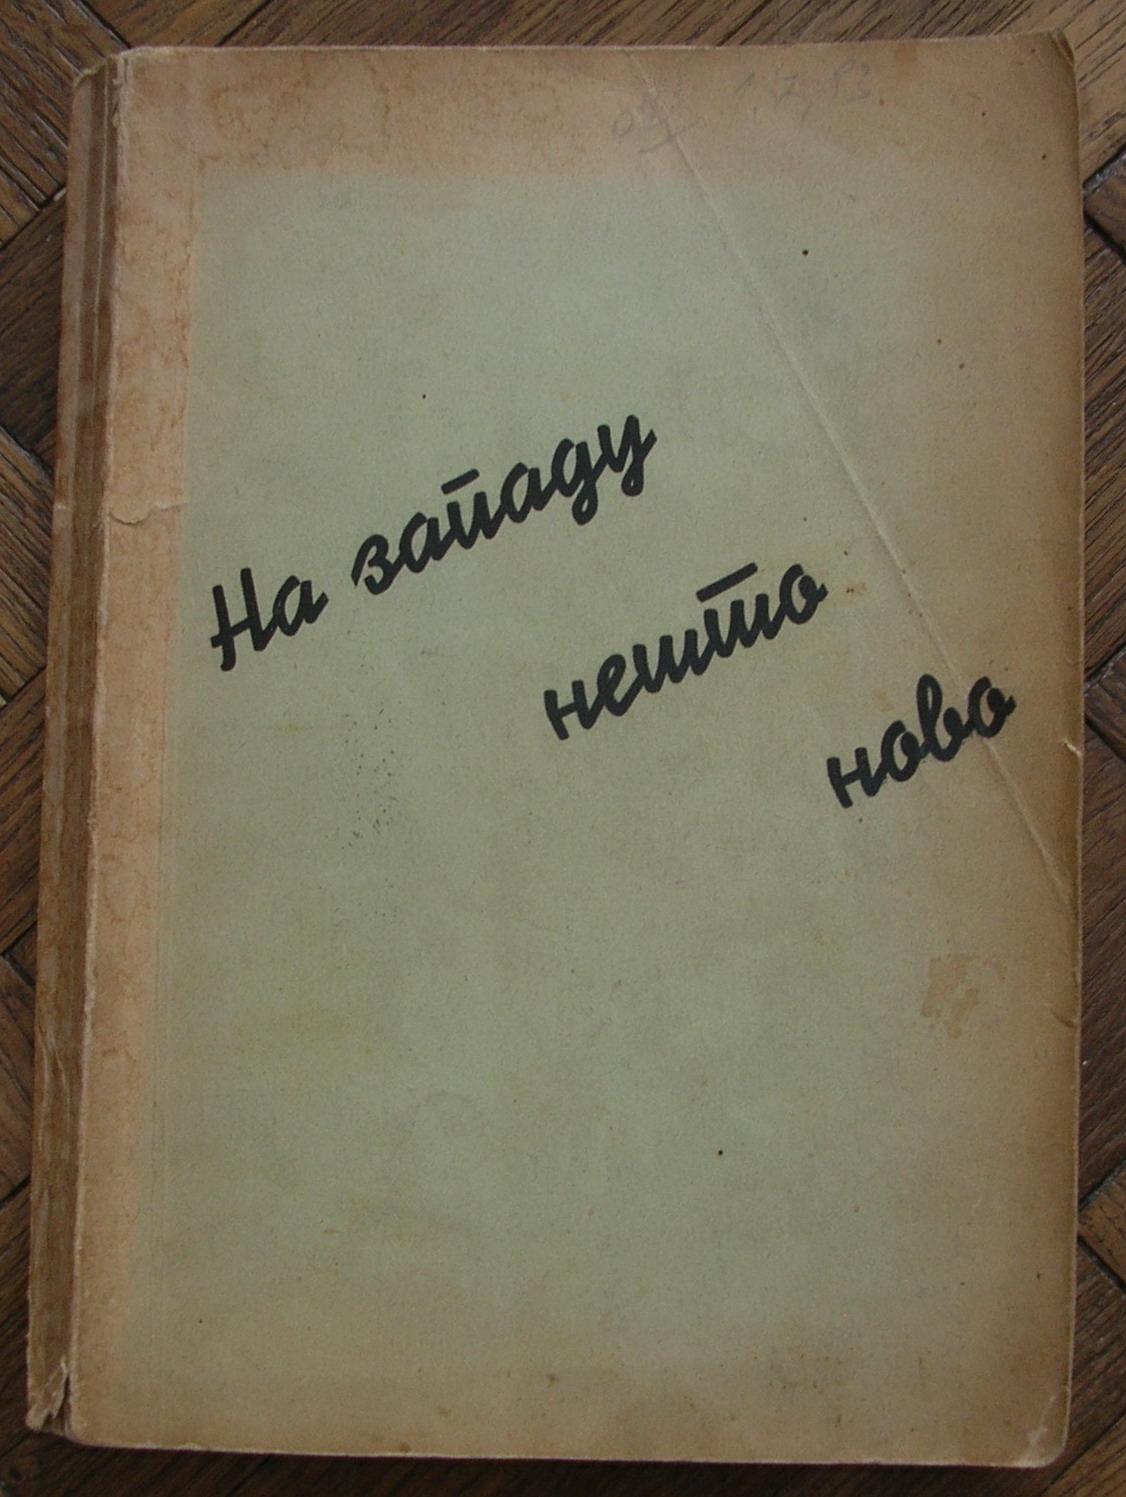 На западу
нешто
ново